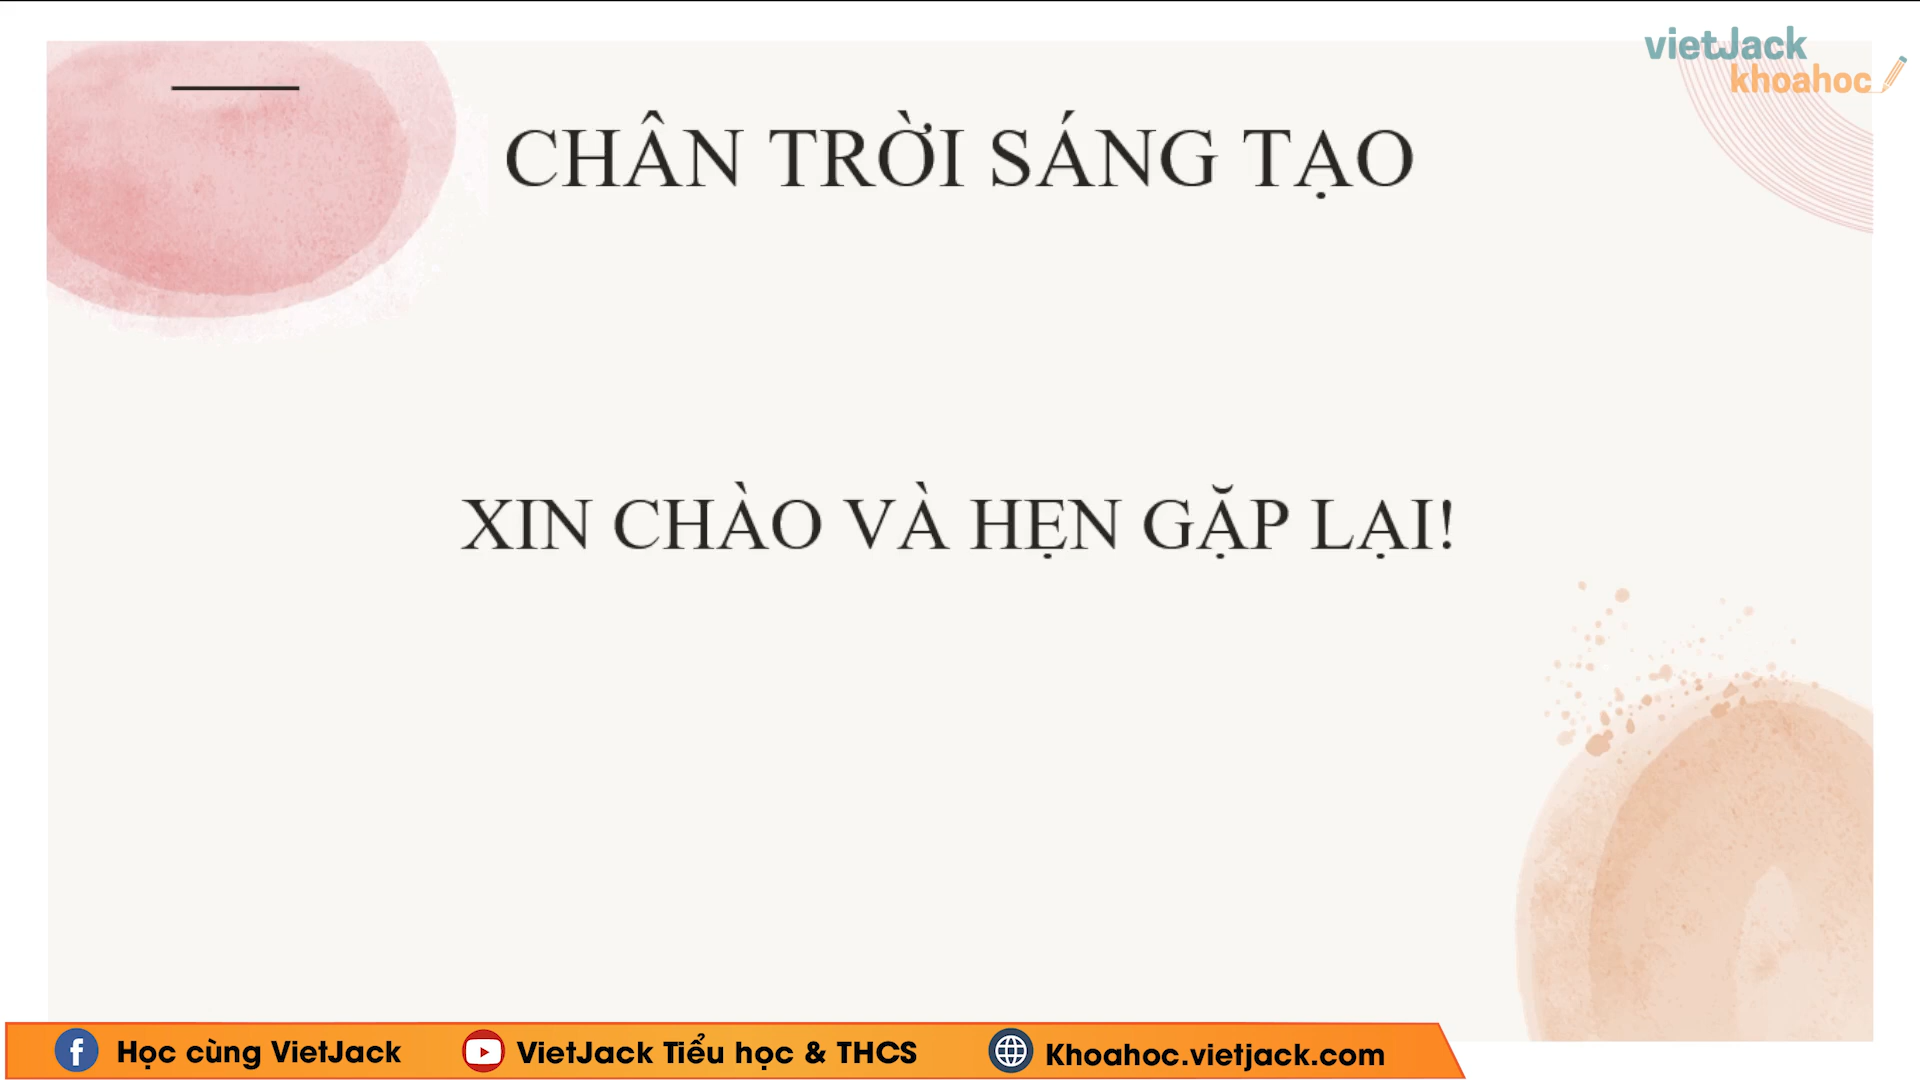 vietJack
khoahoc
CHÂN TRỜI SÁNG TẠO
XIN CHÀO VÀ HẸN GẶP LẠI!
Học cùng VietJack
VietJack Tiểu học & THCS
Khoahoc.vietjack.com